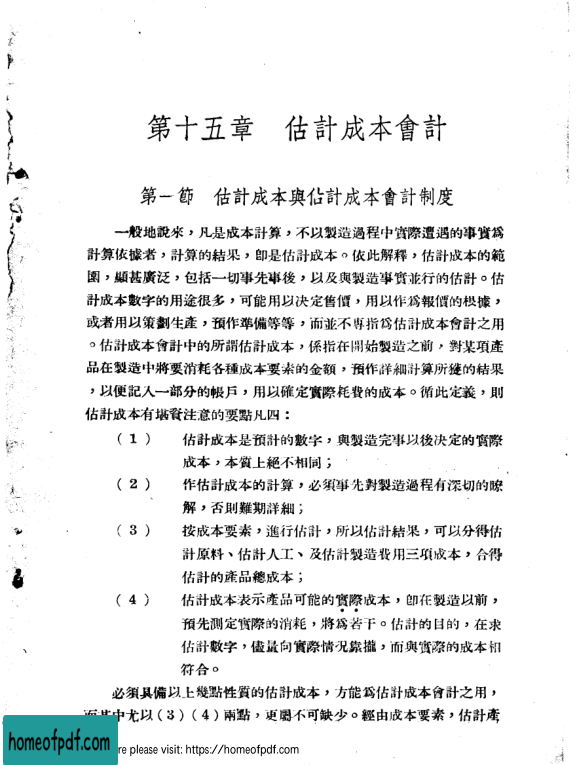 第十五章　估計成本會計
第一節　估計成本與估計成本會計制度
一般地說來，凡是成本計算，不以製造過程中實際遭遇的事實爲
計算依據者，計算的結果，卽是估計成本。依此解釋，估計成本的範
圍，顯甚廣泛，包括一切事先事後，以及與製造事實並行的估計。估
計成本數字的用途很多，可能用以決定售價，用以作爲報價的根據，
或者用以策劃生產，預作準備等等，而並不專指爲估計成本會計之用
。估計成本會計中的所謂估計成本，係指在開始製造之前，對某項產
品在製造中將要消耗各種成本要素的金額，預作詳細計算所獲的結果
，以便記入一部分的帳戶，用以確定實際耗費的成本。循此定義，則
估計成本有堪資注意的要點凡四：
（1）　估計成本是預計的數字，與製造完事以後決定的實際
成本，本質上絕不相同；
（2）　作估計成本的計算，必須事先對製造過程有深切的瞭
解，否則難期詳細；
（3）　按成本要素，進行估計，所以估計結果，可以分得估
計原料、估計人工、及估計製造費用三項成本，合得
估計的產品總成本；
（4）　估計成本表示產品可能的實際成本，卽在製造以前，
預先測定實際的消耗，將爲若干。估計的目的，在求
估計數字，儘量向實際情況靠攏，而與實際的成本相
符合。
必須具備以上幾點性質的估計成本，方能爲估計成本會計之用，
而其中尤以（3）（4）兩點，更屬不可缺少。經由成本要素，估計產
homeofpdf.com
re please visit: https://homeofpdf.com